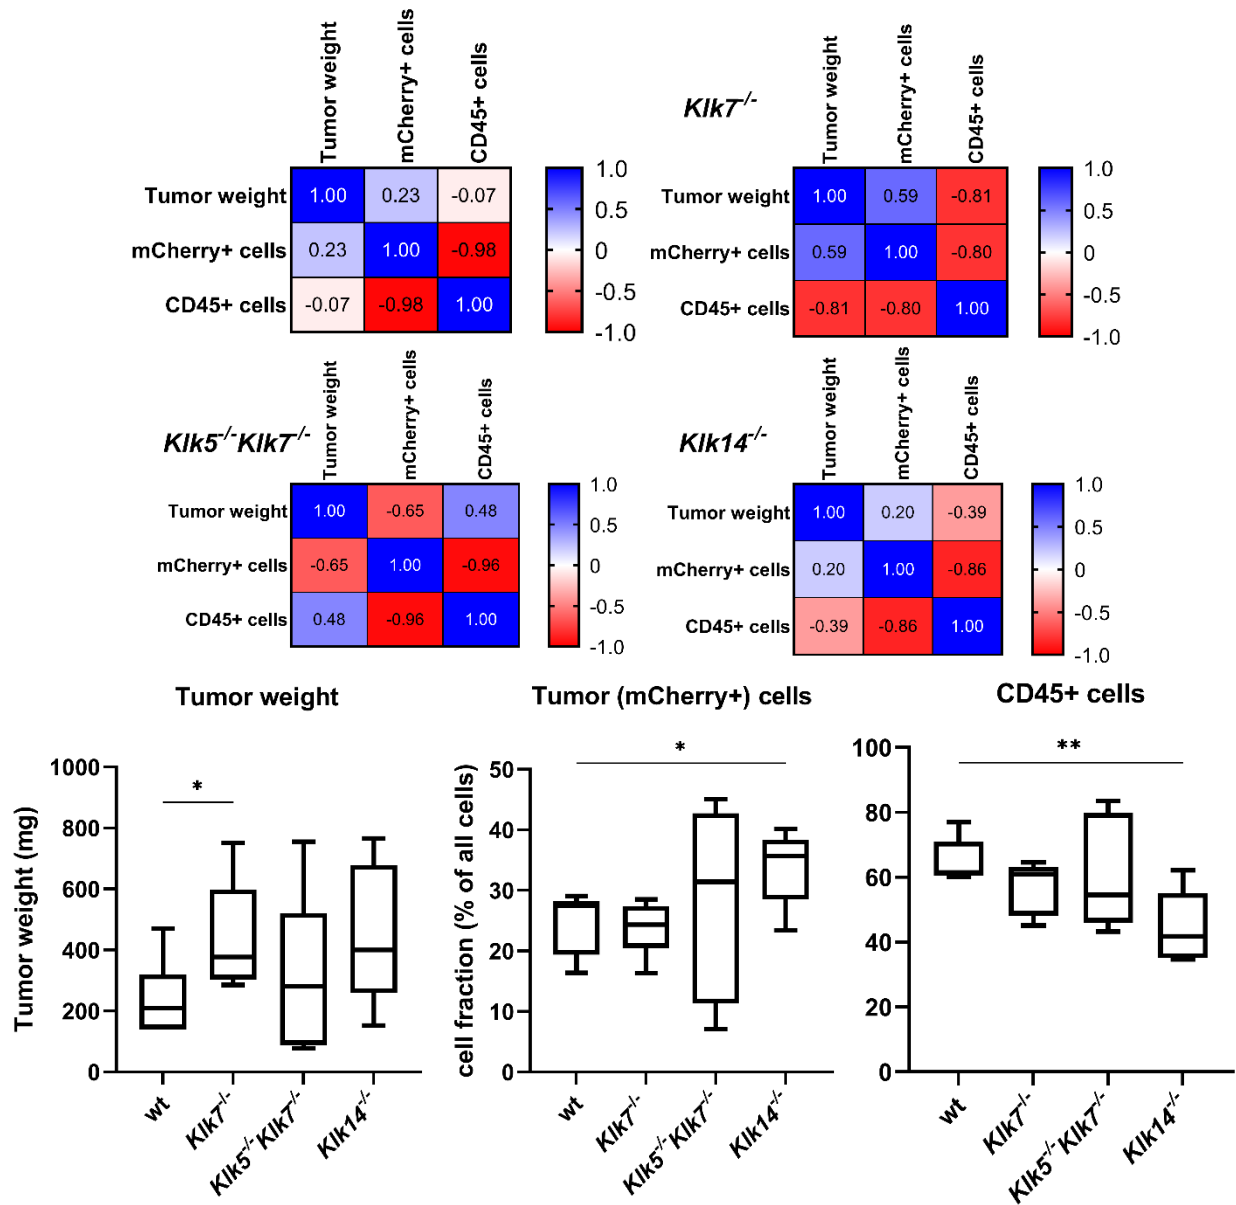 Tumor weight
mCherry+ cells
CD45+ cells
Tumor weight 1.00 0.23 -0.07
mCherry+ cells 0.23 1.00 -0.98
CD45+ cells -0.07 -0.98 1.00
1.0
0.5
0
-0.5
-1.0
Klk7-/-
Tumor weight
mCherry+ cells
CD45+ cells
Tumor weight 1.00 0.59 -0.81
mCherry+ cells 0.59 1.00 -0.80
CD45+ cells -0.81 -0.80 1.00
1.0
0.5
0
-0.5
-1.0
Klk5-/-Klk7-/-
Tumor weight
mCherry+ cells
CD45+ cells
Tumor weight 1.00 -0.65 0.48
mCherry+ cells -0.65 1.00 -0.96
CD45+ cells 0.48 -0.96 1.00
1.0
0.5
0
-0.5
-1.0
Klk14-/-
Tumor weight
mCherry+ cells
CD45+ cells
Tumor weight 1.00 0.20 -0.39
mCherry+ cells 0.20 1.00 -0.86
CD45+ cells -0.39 -0.86 1.00
1.0
0.5
0
-0.5
-1.0
Tumor weight
Tumor weight (mg)
1000
800
600
400
200
0
*
wt
Klk7-/-
Klk5-/-Klk7-/-
Klk14-/-
Tumor (mCherry+) cells
cell fraction (% of all cells)
50
40
30
20
10
0
*
wt
Klk7-/-
Klk5-/-Klk7-/-
Klk14-/-
CD45+ cells
100
80
60
40
20
0
**
wt
Klk7-/-
Klk5-/-Klk7-/-
Klk14-/-